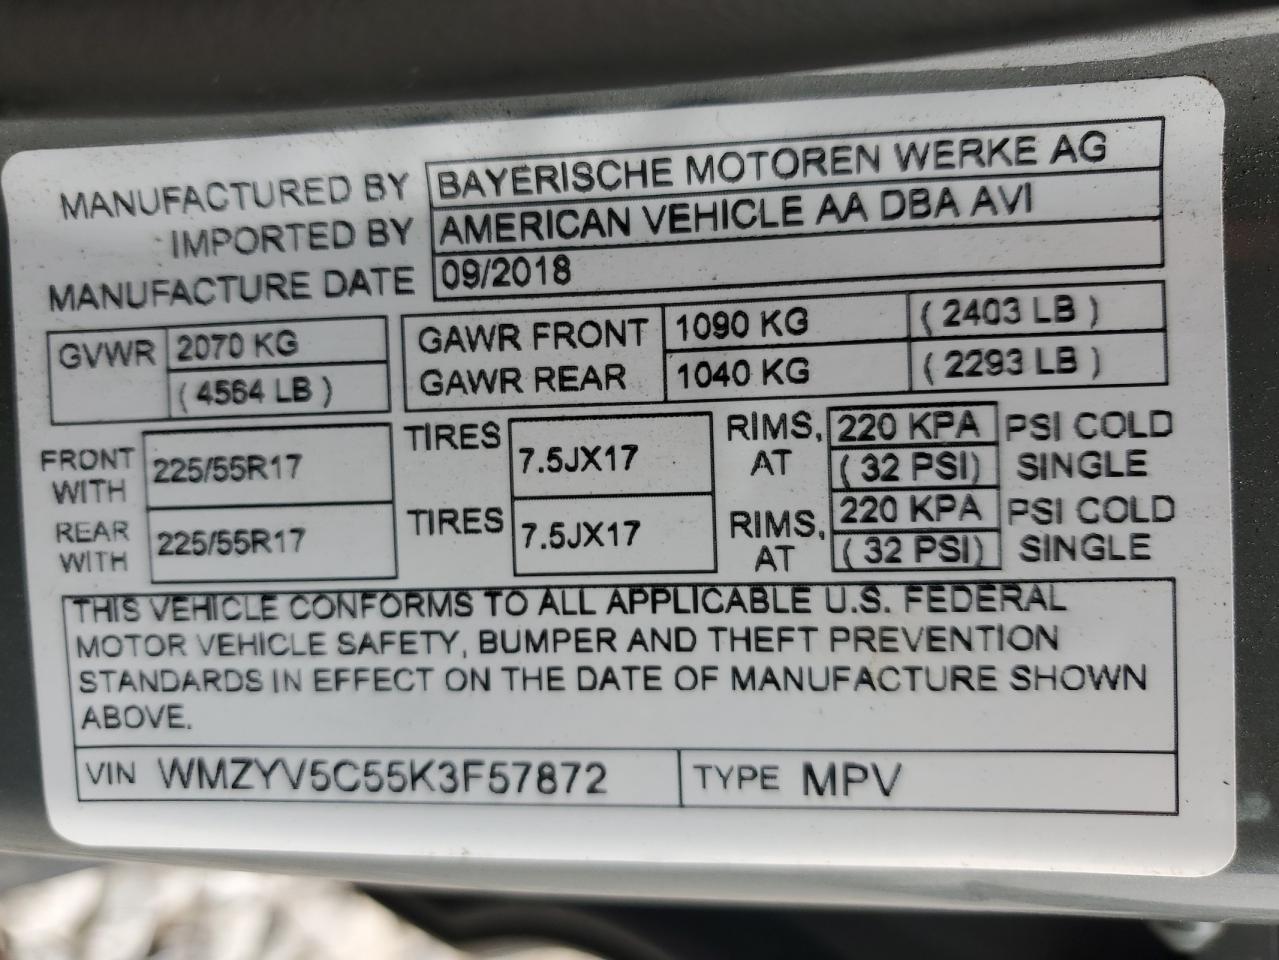 MANUFACTURED BY BAYERISCHE MOTOREN WERKE AG
IMPORTED BY AMERICAN VEHICLE AA DBA AVI
MANUFACTURE DATE 09/2018
GVWR 2070 KG GAWR FRONT 1090 KG ( 2403 LB )
( 4564 LB ) GAWR REAR 1040 KG ( 2293 LB )
FRONT WITH 225/55R17 TIRES 7.5JX17 RIMS, AT 220 KPA ( 32 PSI) PSI COLD SINGLE
REAR WITH 225/55R17 TIRES 7.5JX17 RIMS, AT 220 KPA ( 32 PSI) PSI COLD SINGLE
THIS VEHICLE CONFORMS TO ALL APPLICABLE U.S. FEDERAL
MOTOR VEHICLE SAFETY, BUMPER AND THEFT PREVENTION
STANDARDS IN EFFECT ON THE DATE OF MANUFACTURE SHOWN
ABOVE.
VIN WMZYV5C55K3F57872 TYPE MPV